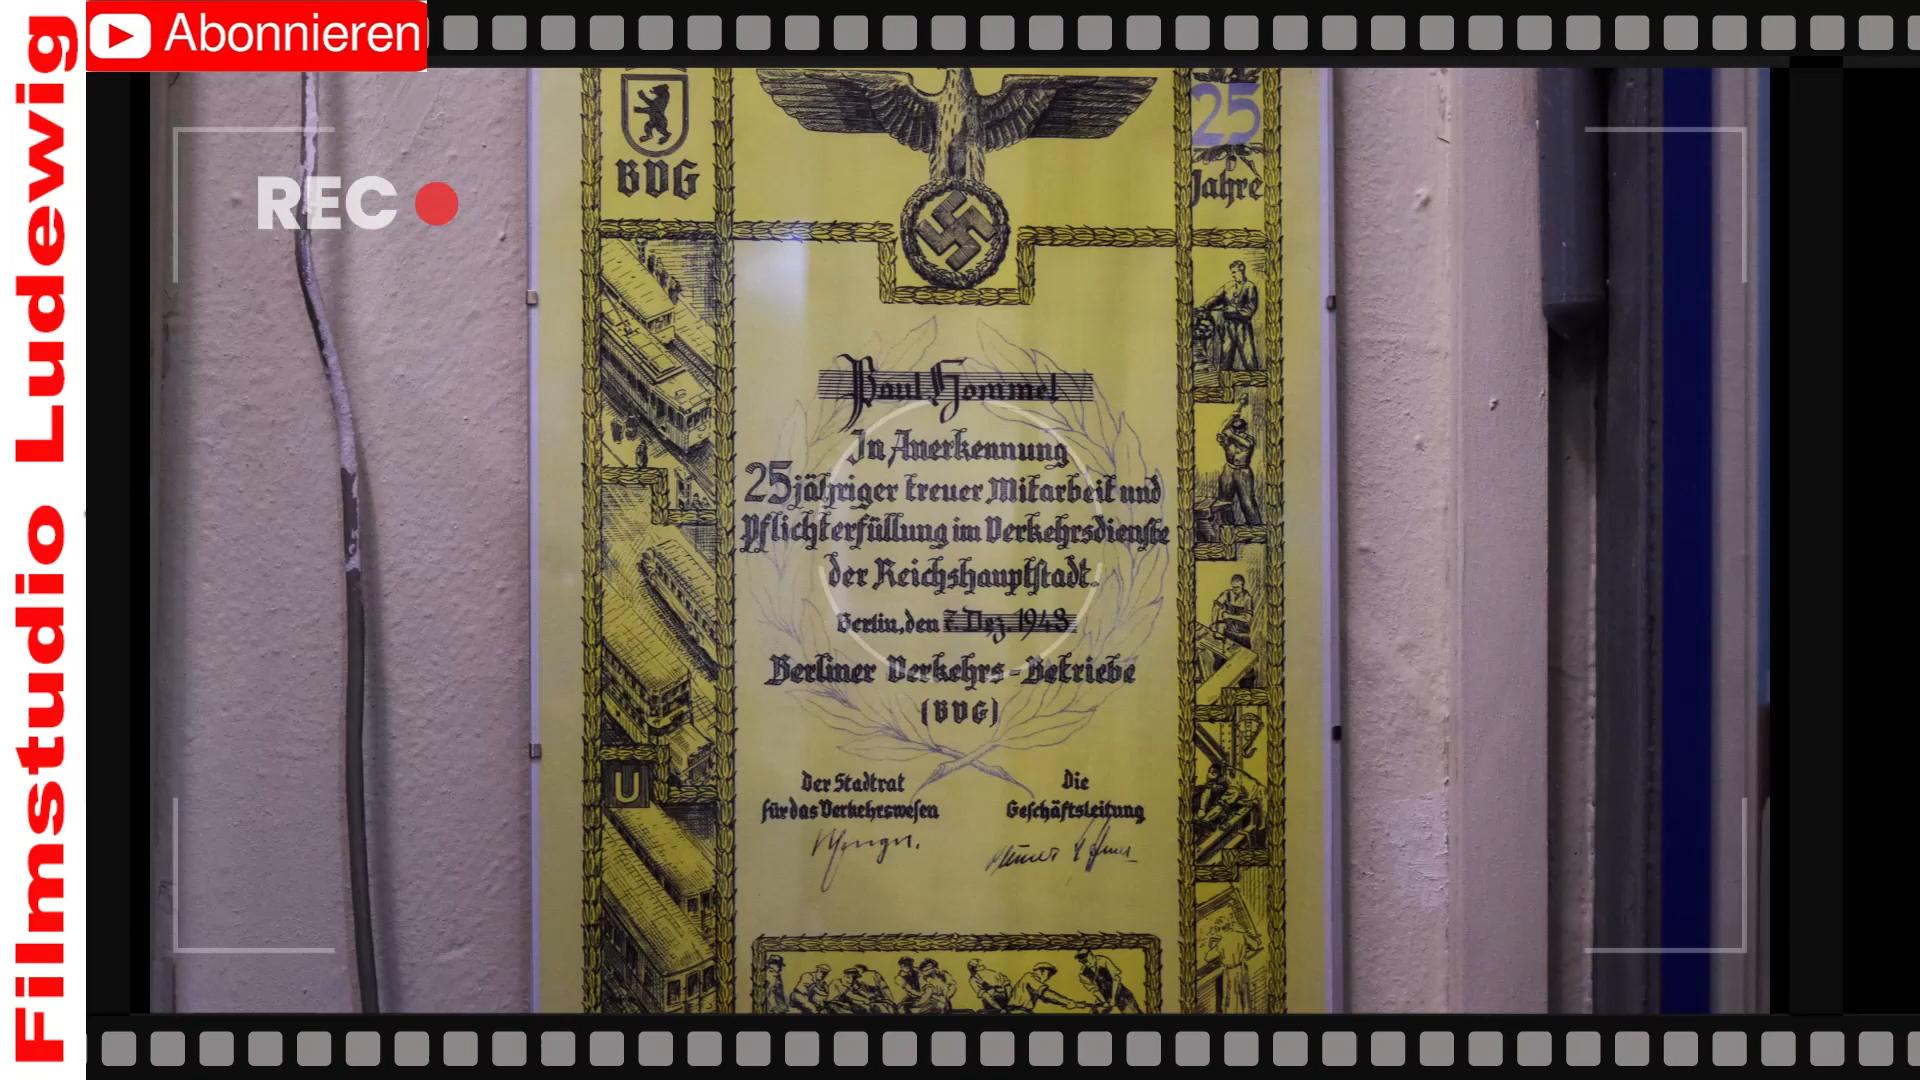 Filmstudio Ludewig
Abonnieren
REC
BVG
25
Jahre
Paul Hommel
In Anerkennung
25jähriger treuer Mitarbeit und
Pflichterfüllung im Verkehrsdienste
der Reichshauptstadt.
Berlin, den 7. Dez. 1943
Berliner Verkehrs-Betriebe
(BVG)
Der Stadtrat
für das Verkehrswesen
Die
Geschäftsleitung
U